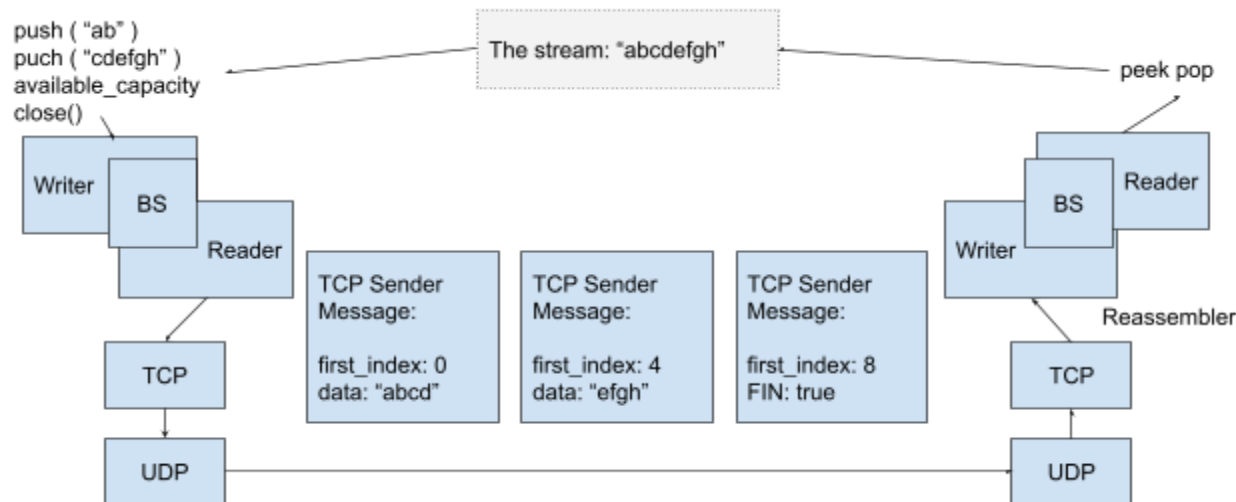 push ( “ab” )
puch ( “cdefgh” )
available_capacity
close()
The stream: “abcdefgh”
peek pop
Writer
BS
Reader
TCP Sender
Message:
first_index: 0
data: “abcd”
TCP Sender
Message:
first_index: 4
data: “efgh”
TCP Sender
Message:
first_index: 8
FIN: true
Reader
BS
Writer
Reassembler
TCP
TCP
UDP
UDP